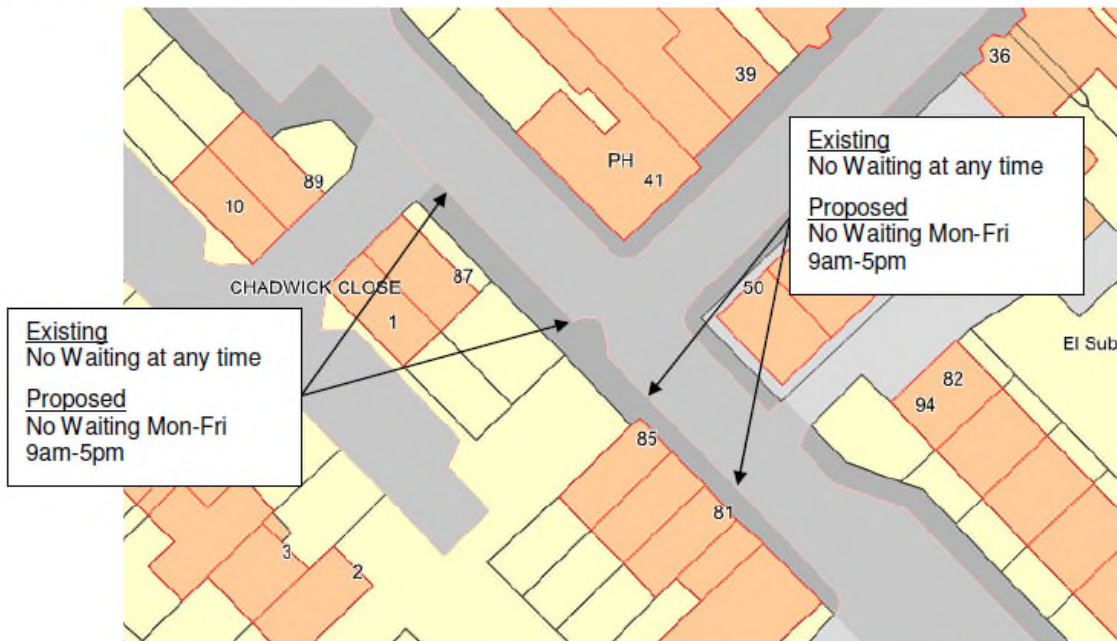 36
39
PH
41
89
10
Existing
No Waiting at any time
Proposed
No Waiting Mon-Fri
9am-5pm
87
CHADWICK CLOSE
1
50
Existing
No Waiting at any time
Proposed
No Waiting Mon-Fri
9am-5pm
El Sub
82
94
85
81
3
2